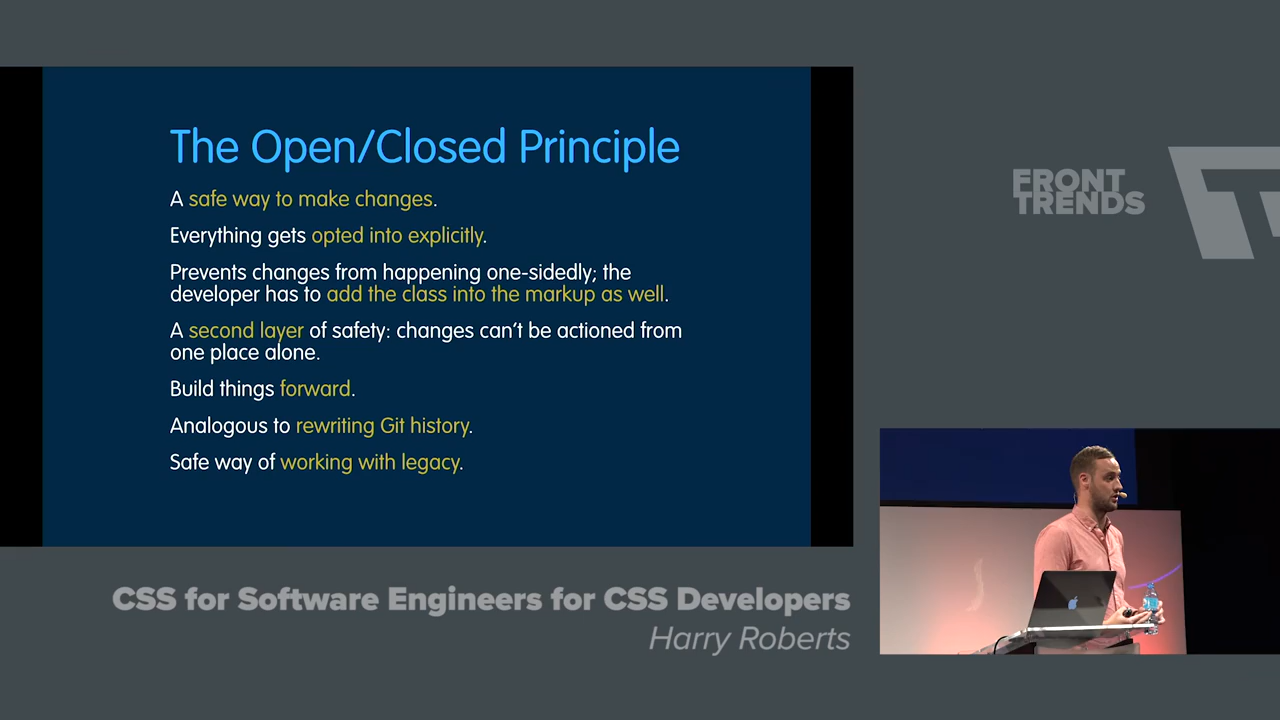 The Open/Closed Principle
A safe way to make changes.
Everything gets opted into explicitly.
Prevents changes from happening one-sidedly; the
developer has to add the class into the markup as well.
A second layer of safety: changes can't be actioned from
one place alone.
Build things forward.
Analogous to rewriting Git history.
Safe way of working with legacy.
FRONT
TRENDS
CSS for Software Engineers for CSS Developers
Harry Roberts